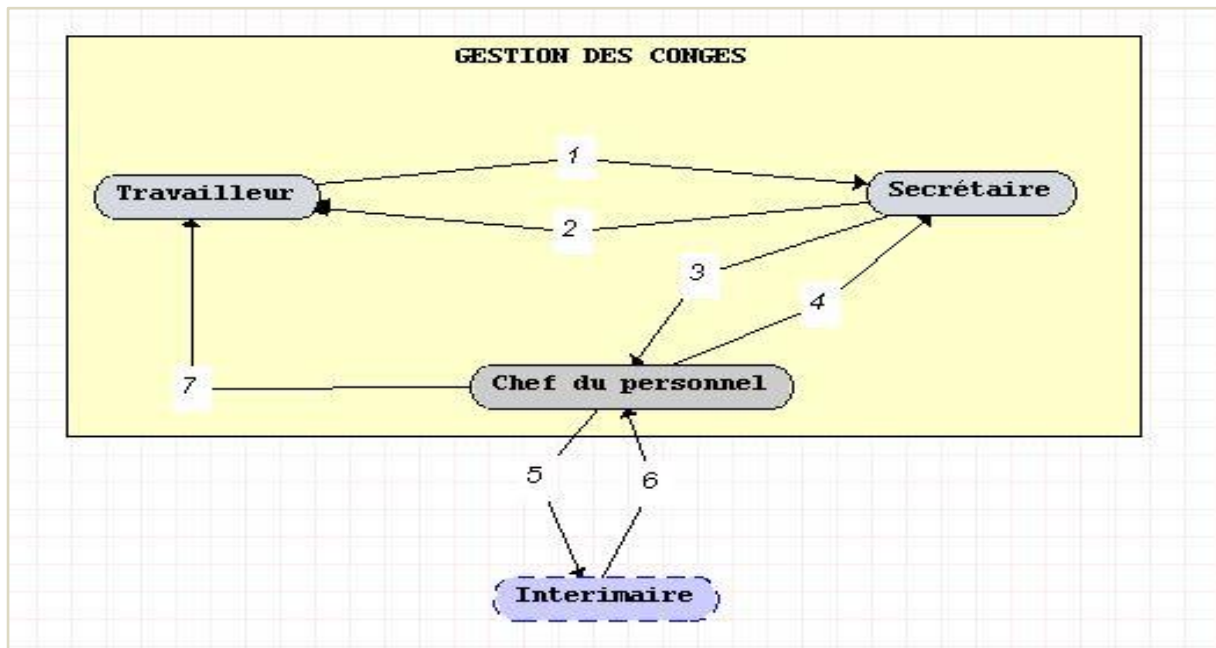 GESTION DES CONGES
1
Travailleur
Secrétaire
2
3
4
7
Chef du personnel
5
6
Interimaire